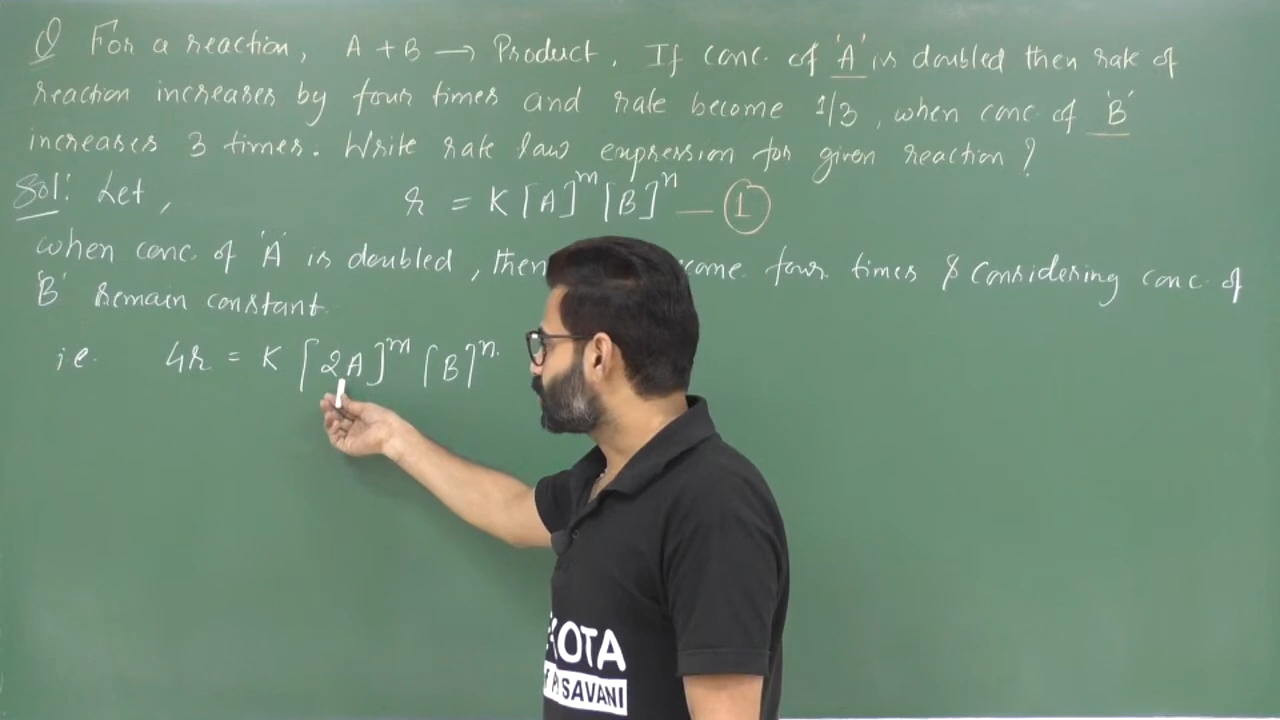 Q For a reaction, A + B → Product. If conc. of 'A' is doubled then rate of
reaction increases by four times and rate become 1/3, when conc. of 'B'
increases 3 times. Write rate law expression for given reaction?
Sol: Let, r = K [A]^m [B]^n — ①
when conc. of 'A' is doubled, then come four times & Considering conc. of
'B' remain constant.
i.e. 4r = K [2A]^m [B]^n.
KOTA
SAVANI